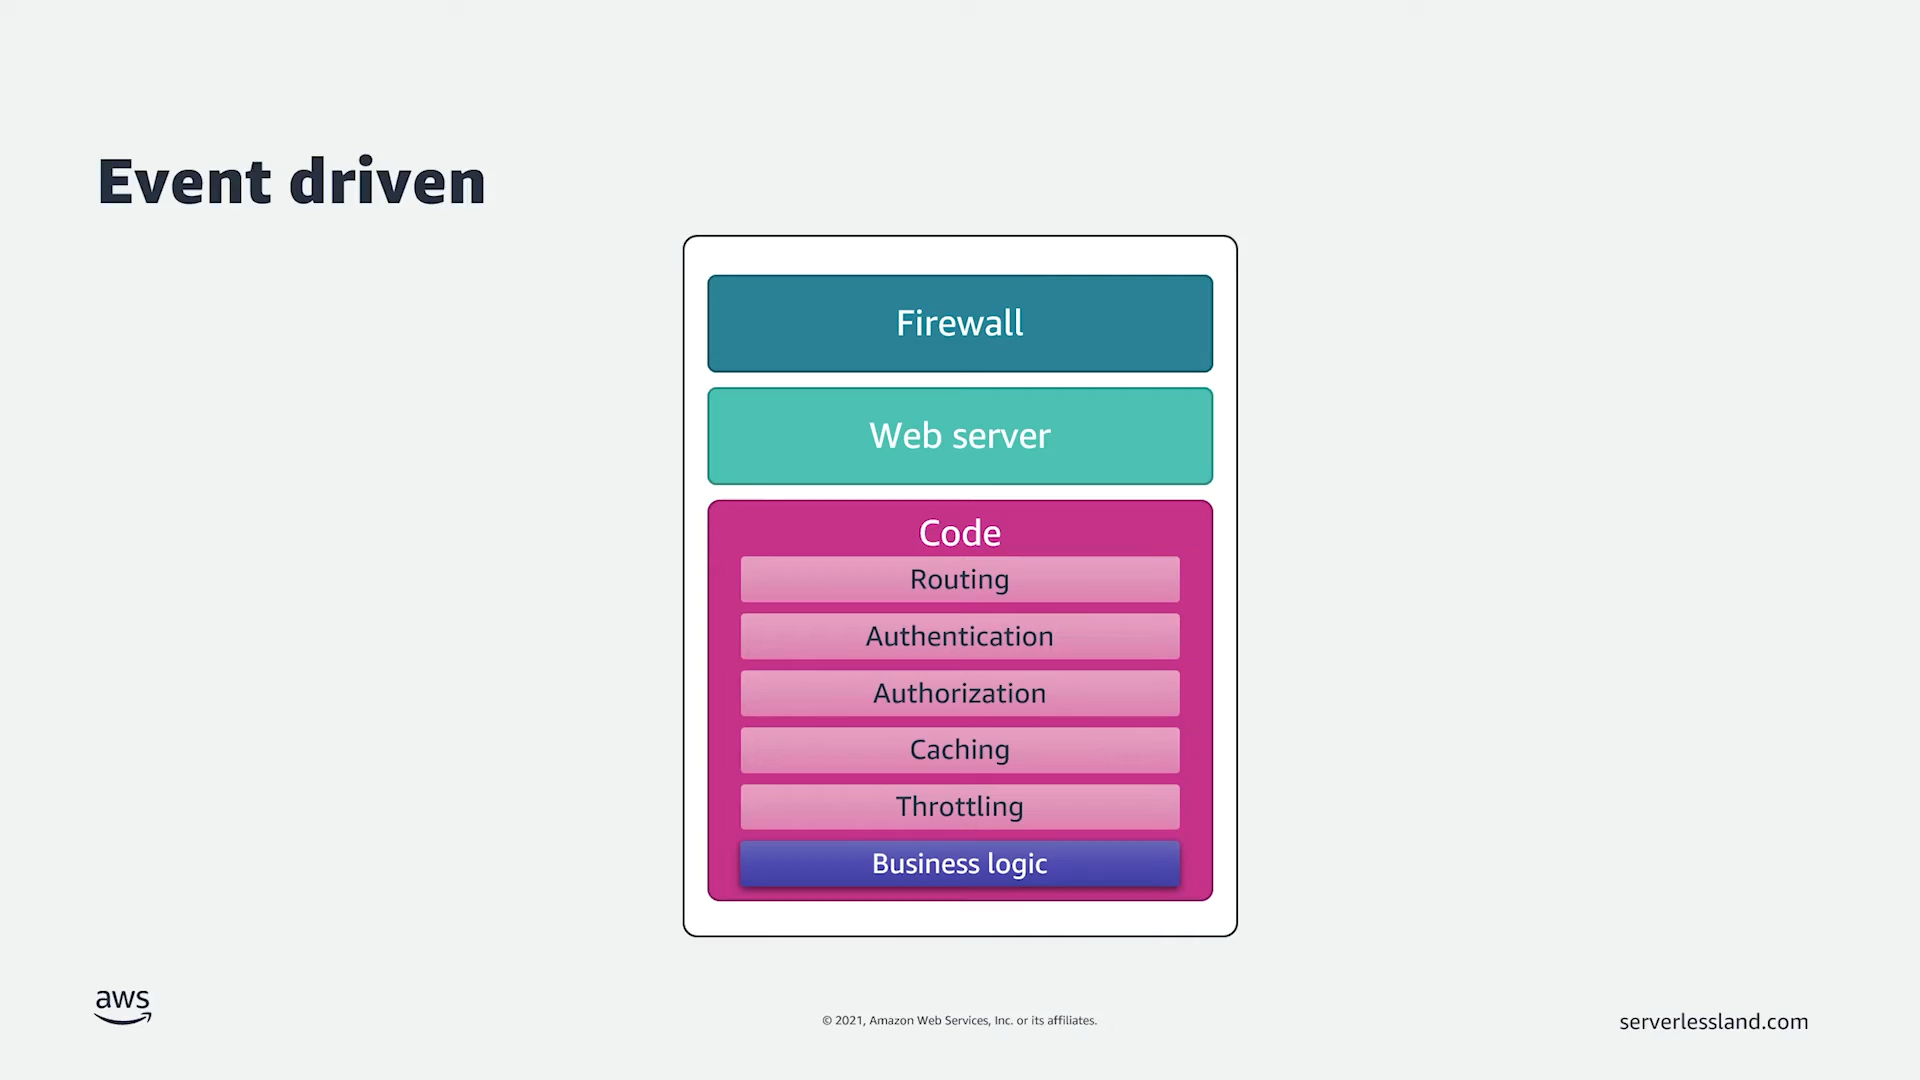 Event driven
Firewall
Web server
Code
Routing
Authentication
Authorization
Caching
Throttling
Business logic
aws
© 2021, Amazon Web Services, Inc. or its affiliates.
serverlessland.com